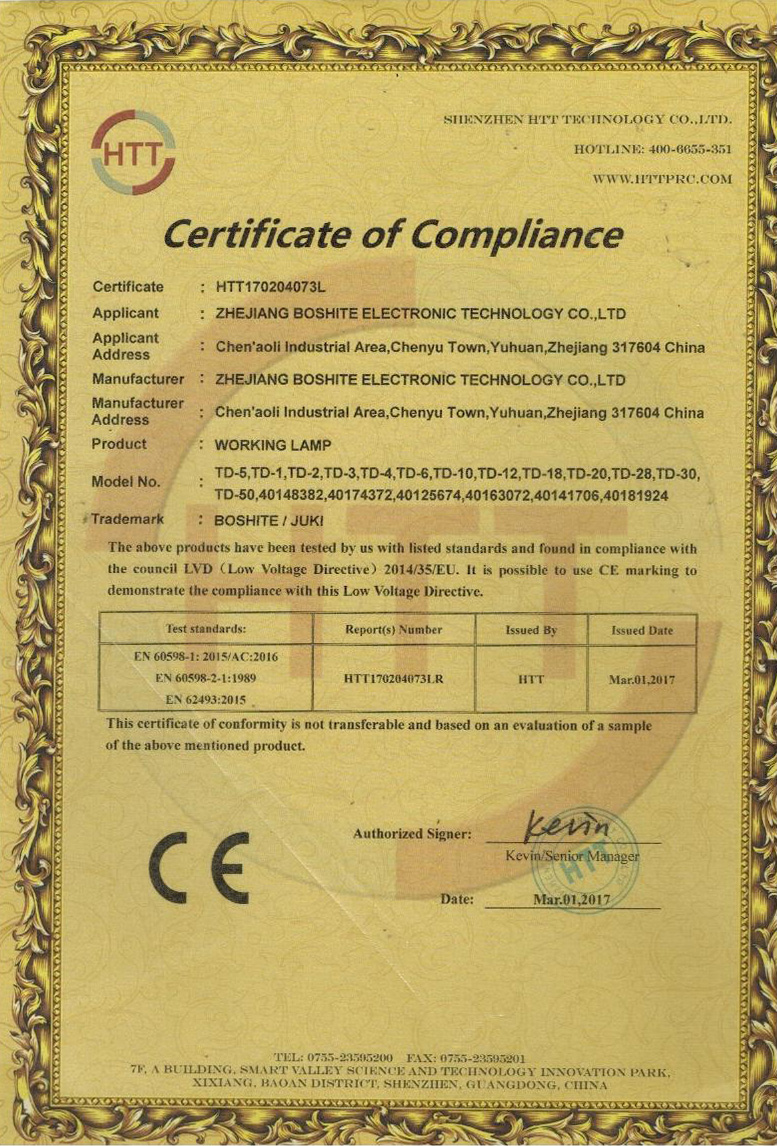 HTT
SHENZHEN HTT TECHNOLOGY CO.,LTD.
HOTLINE: 400-6655-351
WWW.HTTPRC.COM
Certificate of Compliance
Certificate : HTT170204073L
Applicant : ZHEJIANG BOSHITE ELECTRONIC TECHNOLOGY CO.,LTD
Applicant
Address : Chen'aoli Industrial Area,Chenyu Town,Yuhuan,Zhejiang 317604 China
Manufacturer : ZHEJIANG BOSHITE ELECTRONIC TECHNOLOGY CO.,LTD
Manufacturer
Address : Chen'aoli Industrial Area,Chenyu Town,Yuhuan,Zhejiang 317604 China
Product : WORKING LAMP
Model No. : TD-5,TD-1,TD-2,TD-3,TD-4,TD-6,TD-10,TD-12,TD-18,TD-20,TD-28,TD-30,
TD-50,40148382,40174372,40125674,40163072,40141706,40181924
Trademark : BOSHITE / JUKI
The above products have been tested by us with listed standards and found in compliance with
the council LVD (Low Voltage Directive) 2014/35/EU. It is possible to use CE marking to
demonstrate the compliance with this Low Voltage Directive.
Test standards: Report(s) Number Issued By Issued Date
EN 60598-1: 2015/AC:2016
EN 60598-2-1:1989 HTT170204073LR HTT Mar.01,2017
EN 62493:2015
This certificate of conformity is not transferable and based on an evaluation of a sample
of the above mentioned product.
CE
Authorized Signer: Kevin
Kevin/Senior Manager
HTT
Date: Mar.01,2017
TEL: 0755-23595200 FAX: 0755-23595201
7F, A BUILDING, SMART VALLEY SCIENCE AND TECHNOLOGY INNOVATION PARK,
XIXIANG, BAOAN DISTRICT, SHENZHEN, GUANGDONG, CHINA